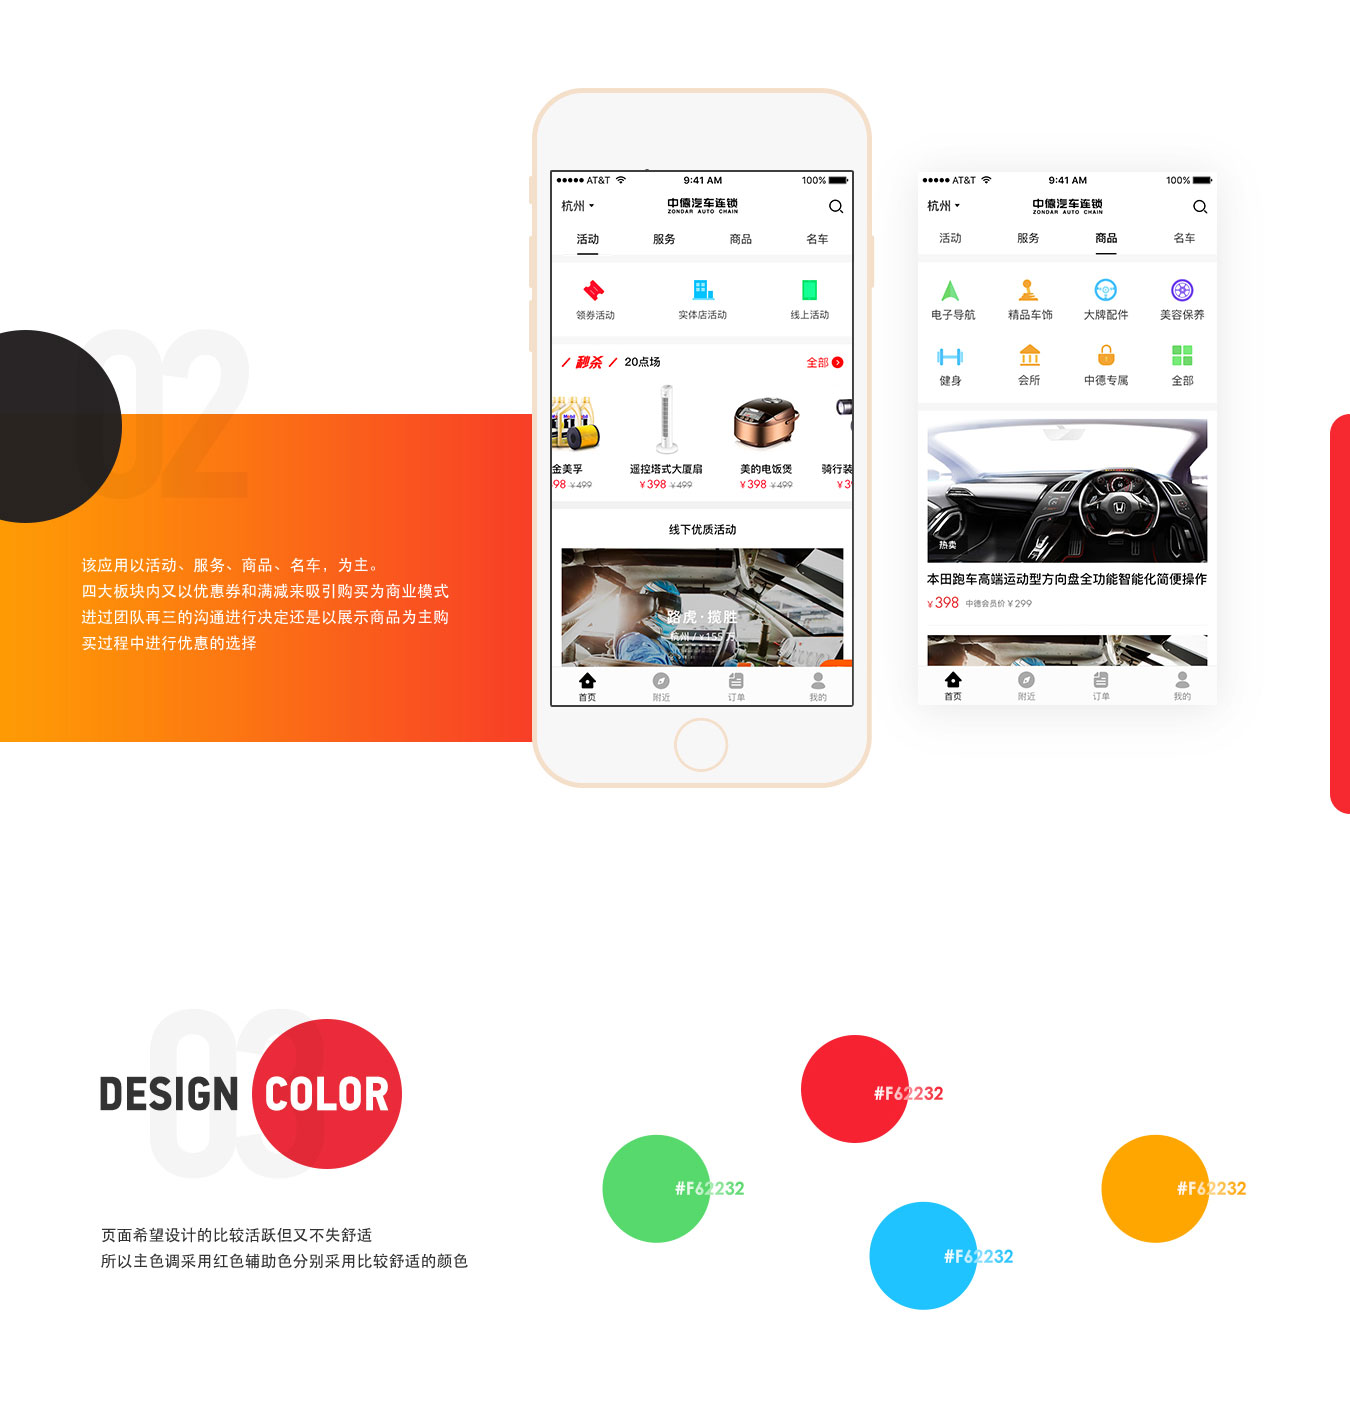 02
该应用以活动、服务、商品、名车，为主。
四大板块内又以优惠券和满减来吸引购买为商业模式
进过团队再三的沟通进行决定还是以展示商品为主购
买过程中进行优惠的选择
AT&T 9:41 AM 100%
杭州 中德汽车连锁
ZONDAR AUTO CHAIN
活动 服务 商品 名车
领券活动 实体店活动 线上活动
秒杀 20点场 全部
金美孚 遥控塔式大厦扇 美的电饭煲 骑行装
98 ¥499 ¥398 ¥499 ¥398 ¥499 ¥3
线下优质活动
路虎·揽胜
首页 附近 订单 我的
AT&T 9:41 AM 100%
杭州 中德汽车连锁
ZONDAR AUTO CHAIN
活动 服务 商品 名车
电子导航 精品车饰 大牌配件 美容保养
健身 会所 中德专属 全部
热卖
本田跑车高端运动型方向盘全功能智能化简便操作
¥398 中德会员价 ¥299
首页 附近 订单 我的
03
DESIGN COLOR
页面希望设计的比较活跃但又不失舒适
所以主色调采用红色辅助色分别采用比较舒适的颜色
#F62232
#F62232
#F62232
#F62232